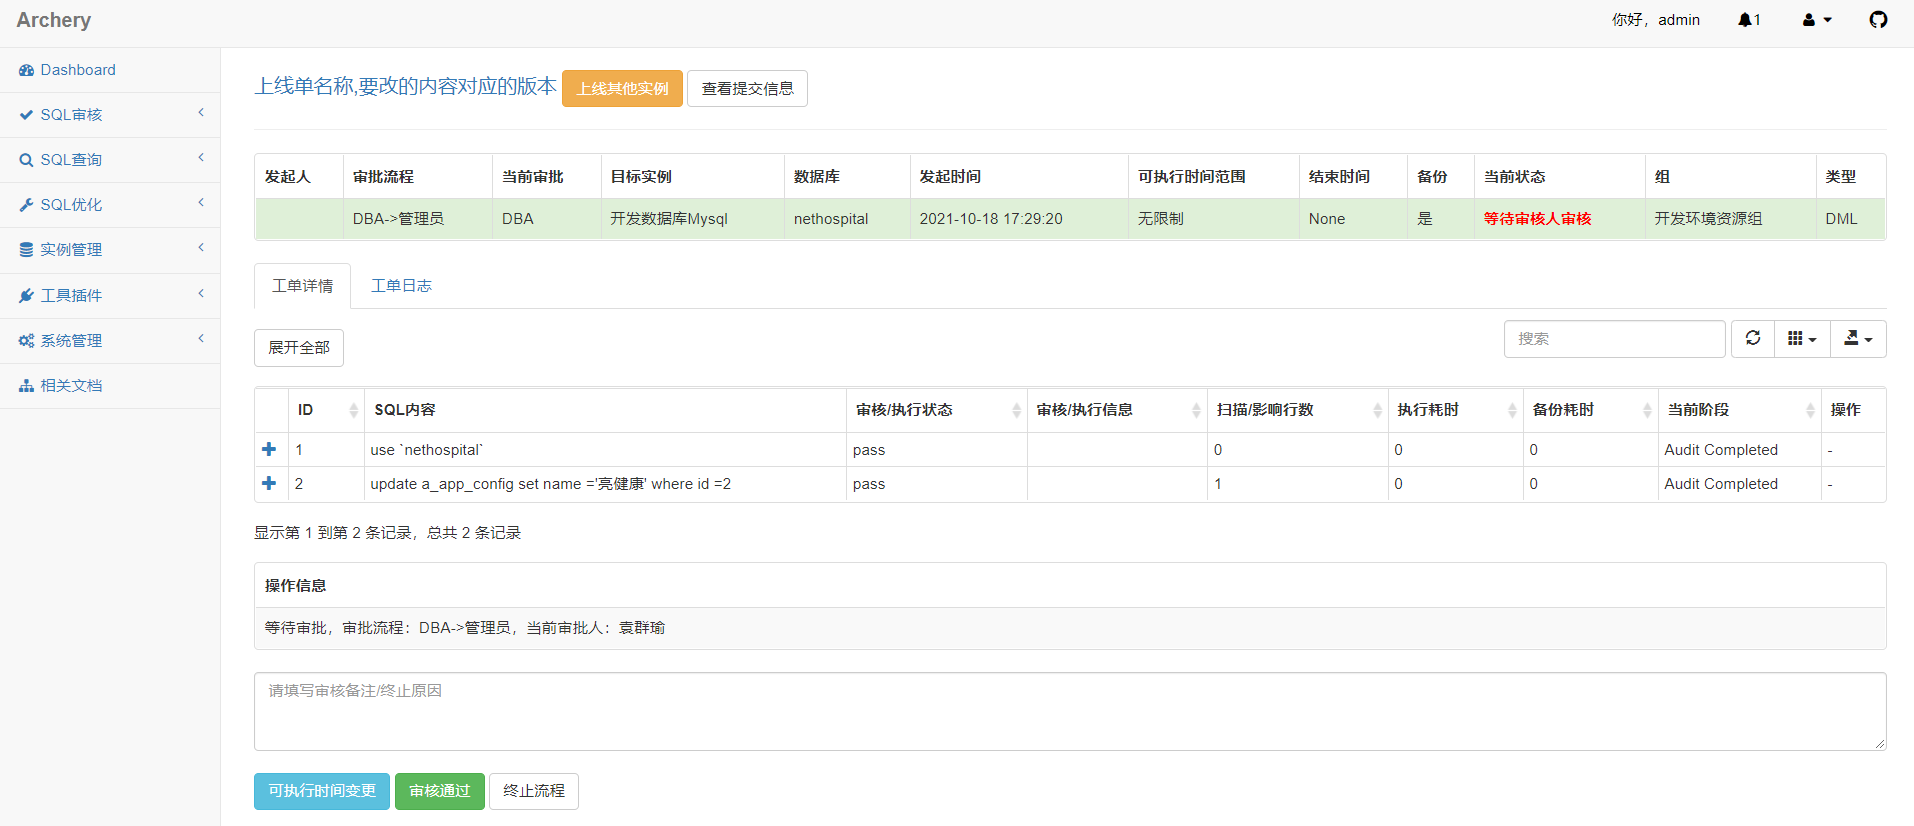 Archery
你好，admin
1
Dashboard
SQL审核
SQL查询
SQL优化
实例管理
工具插件
系统管理
相关文档
上线单名称,要改的内容对应的版本 上线其他实例 查看提交信息
发起人 审批流程 当前审批 目标实例 数据库 发起时间 可执行时间范围 结束时间 备份 当前状态 组 类型
DBA->管理员 DBA 开发数据库Mysql nethospital 2021-10-18 17:29:20 无限制 None 是 等待审核人审核 开发环境资源组 DML
工单详情 工单日志
展开全部 搜索
ID SQL内容 审核/执行状态 审核/执行信息 扫描/影响行数 执行耗时 备份耗时 当前阶段 操作
1 use `nethospital` pass 0 0 0 Audit Completed -
2 update a_app_config set name ='亮健康' where id =2 pass 1 0 0 Audit Completed -
显示第 1 到第 2 条记录，总共 2 条记录
操作信息
等待审批，审批流程：DBA->管理员，当前审批人：袁群瑜
请填写审核备注/终止原因
可执行时间变更 审核通过 终止流程